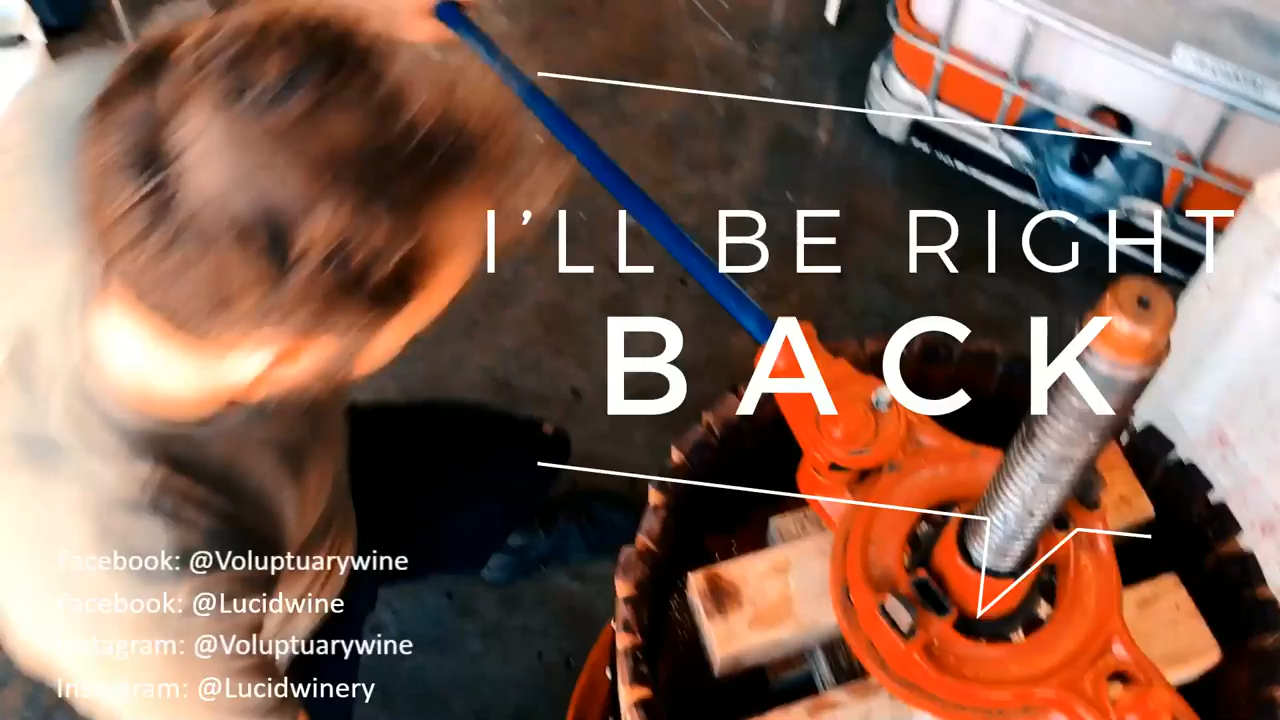 I'LL BE RIGHT
BACK
Facebook: @Voluptuarywine
Facebook: @Lucidwine
Instagram: @Voluptuarywine
Instagram: @Lucidwinery